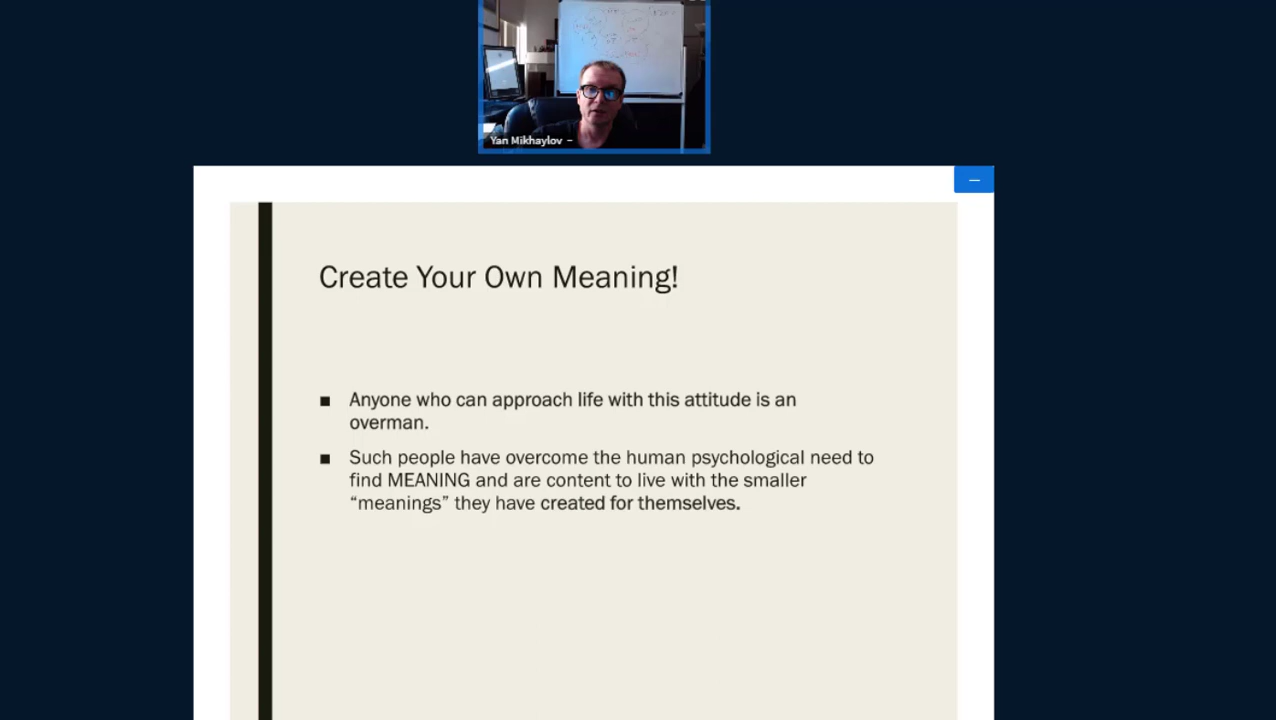 Yan Mikhaylov
Create Your Own Meaning!
Anyone who can approach life with this attitude is an
overman.
Such people have overcome the human psychological need to
find MEANING and are content to live with the smaller
“meanings” they have created for themselves.